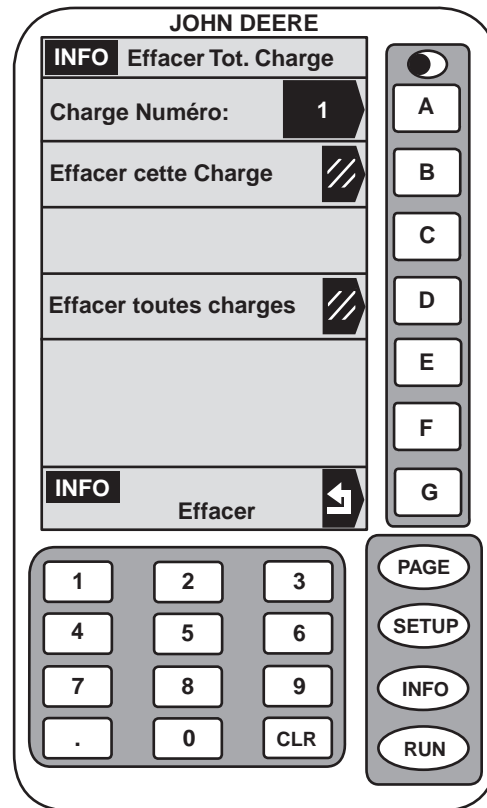 JOHN DEERE
INFO Effacer Tot. Charge
Charge Numéro: 1
A
Effacer cette Charge
B
C
Effacer toutes charges
D
E
F
INFO
Effacer
G
1 2 3
PAGE
4 5 6
SETUP
7 8 9
INFO
. 0 CLR
RUN